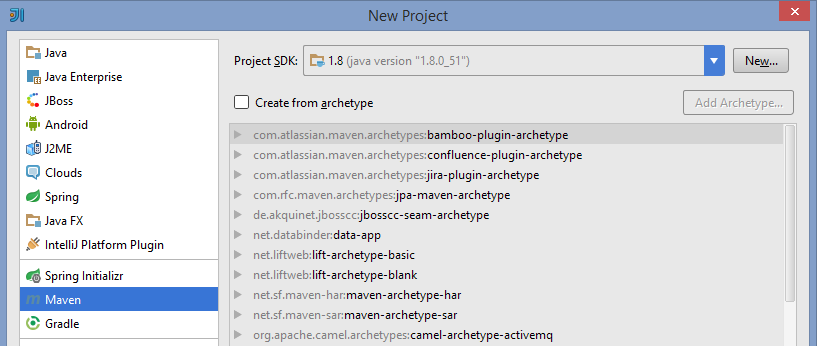 New Project
Java
Java Enterprise
JBoss
Android
J2ME
Clouds
Spring
Java FX
IntelliJ Platform Plugin
Spring Initializr
Maven
Gradle
Project SDK: 1.8 (java version "1.8.0_51") New...
Create from archetype Add Archetype...
com.atlassian.maven.archetypes:bamboo-plugin-archetype
com.atlassian.maven.archetypes:confluence-plugin-archetype
com.atlassian.maven.archetypes:jira-plugin-archetype
com.rfc.maven.archetypes:jpa-maven-archetype
de.akquinet.jbosscc:jbosscc-seam-archetype
net.databinder:data-app
net.liftweb:lift-archetype-basic
net.liftweb:lift-archetype-blank
net.sf.maven-har:maven-archetype-har
net.sf.maven-sar:maven-archetype-sar
org.apache.camel.archetypes:camel-archetype-activemq